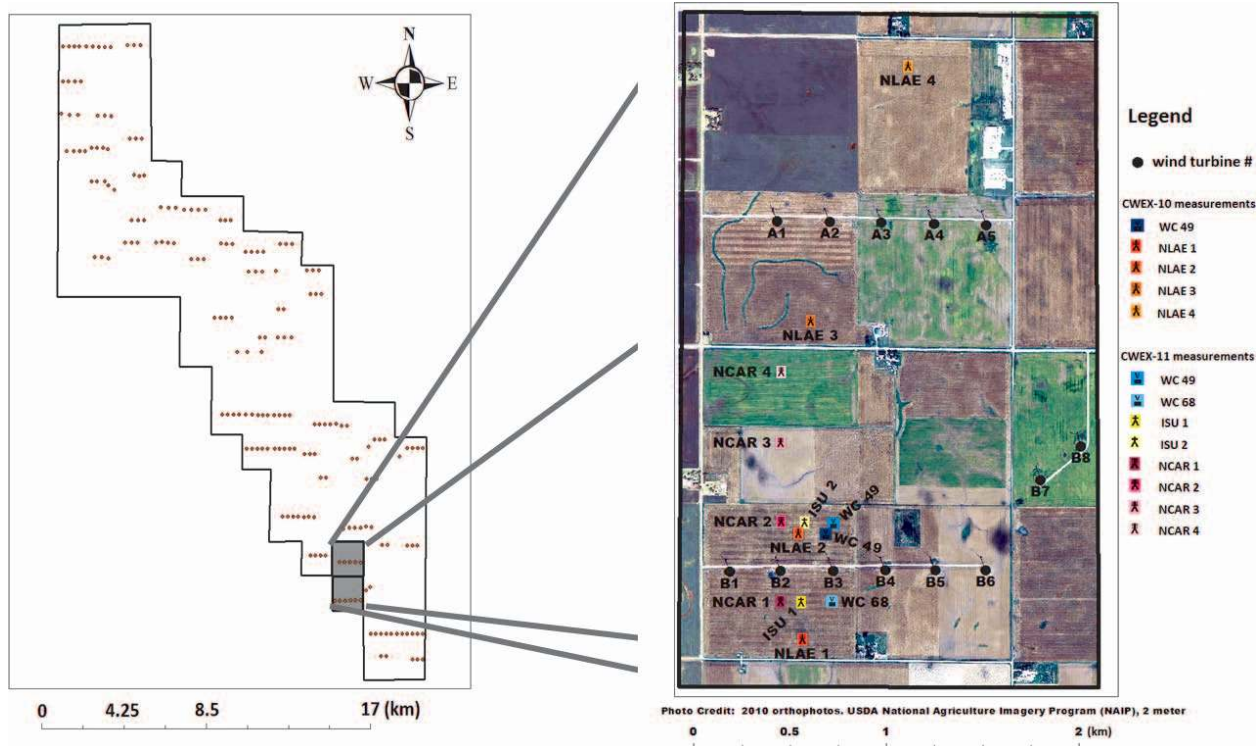 N
W E
S
0 4.25 8.5 17 (km)
NLAE 4
A1 A2 A3 A4 A5
NLAE 3
NCAR 4
NCAR 3
B8
B7
ISU 2
WC 49
NCAR 2
NLAE 2
WC 49
B1 B2 B3 B4 B5 B6
NCAR 1
WC 68
ISU 1
NLAE 1
Photo Credit: 2010 orthophotos. USDA National Agriculture Imagery Program (NAIP), 2 meter
0 0.5 1 2 (km)
Legend
wind turbine #
CWEX-10 measurements
WC 49
NLAE 1
NLAE 2
NLAE 3
NLAE 4
CWEX-11 measurements
WC 49
WC 68
ISU 1
ISU 2
NCAR 1
NCAR 2
NCAR 3
NCAR 4